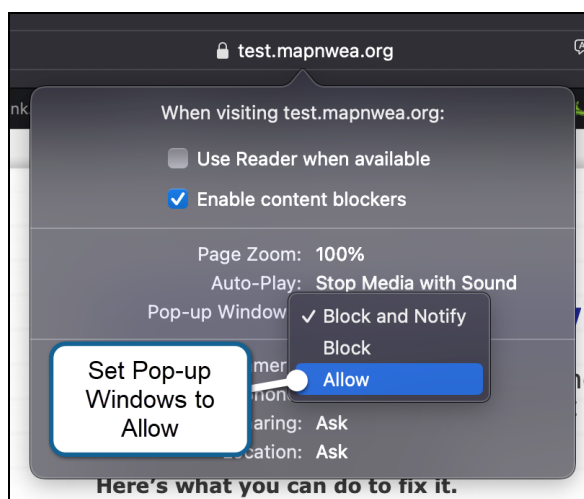 test.mapnwea.org
nk
When visiting test.mapnwea.org:
Use Reader when available
Enable content blockers
Page Zoom: 100%
Auto-Play: Stop Media with Sound
Pop-up Window
✓ Block and Notify
Block
Allow
Set Pop-up
Windows to
Allow
aring: Ask
cation: Ask
Here's what you can do to fix it.